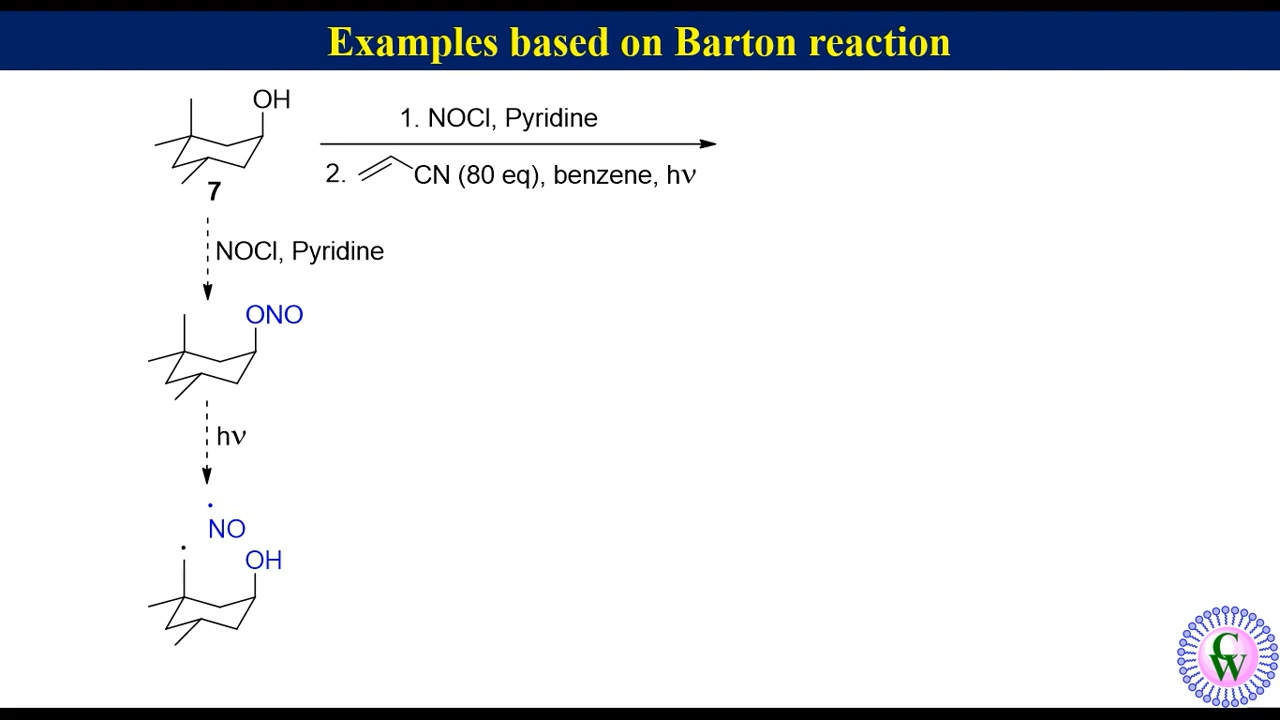 Examples based on Barton reaction
OH
1. NOCl, Pyridine
2. CN (80 eq), benzene, hν
7
NOCl, Pyridine
ONO
hν
NO
OH
CW